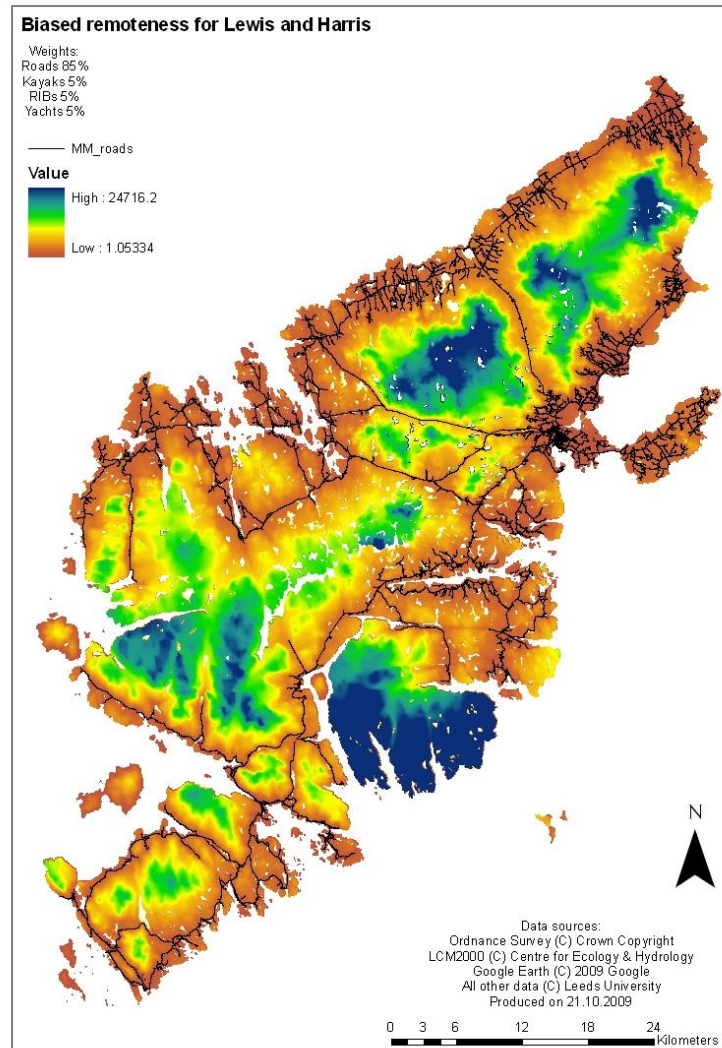 Biased remoteness for Lewis and Harris
Weights:
Roads 85%
Kayaks 5%
RIBs 5%
Yachts 5%
MM_roads
Value
High : 24716.2
Low : 1.05334
N
Data sources:
Ordnance Survey (C) Crown Copyright
LCM2000 (C) Centre for Ecology & Hydrology
Google Earth (C) 2009 Google
All other data (C) Leeds University
Produced on 21.10.2009
0 3 6 12 18 24
Kilometers